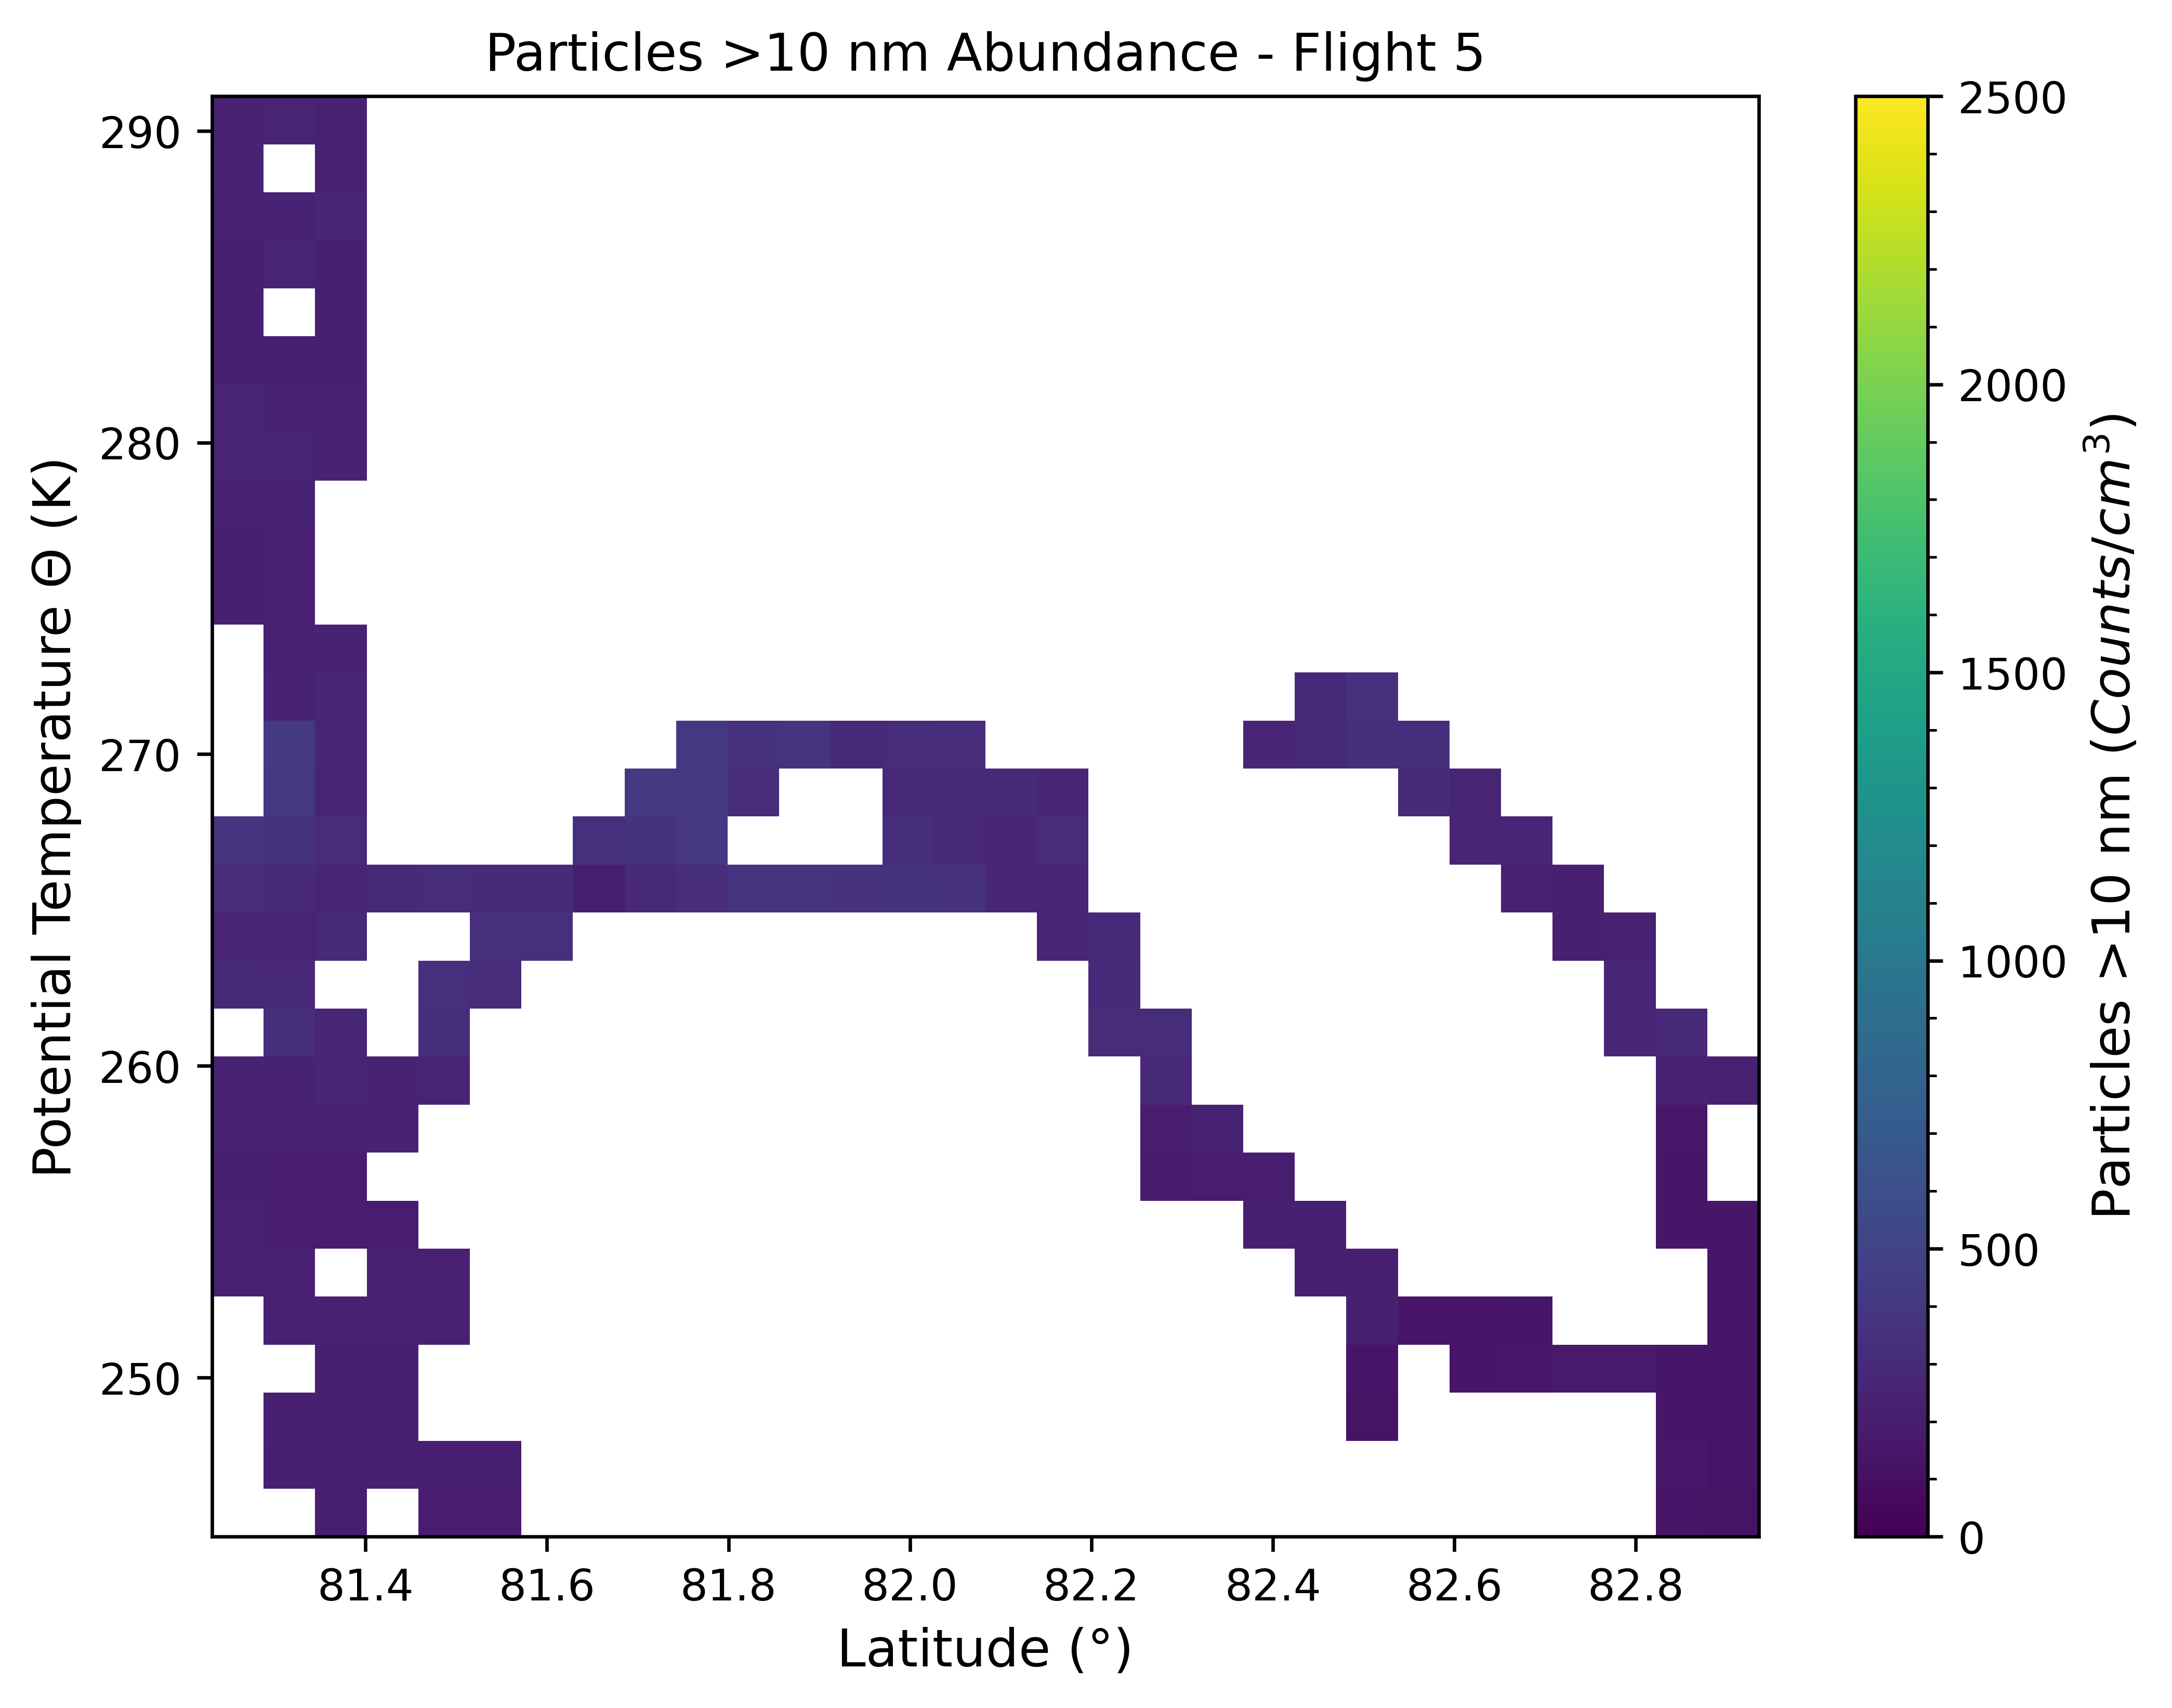 Particles >10 nm Abundance - Flight 5
Potential Temperature Θ (K)
290
280
270
260
250
81.4 81.6 81.8 82.0 82.2 82.4 82.6 82.8
Latitude (°)
2500
2000
1500
1000
500
0
Particles >10 nm (Counts/cm³)